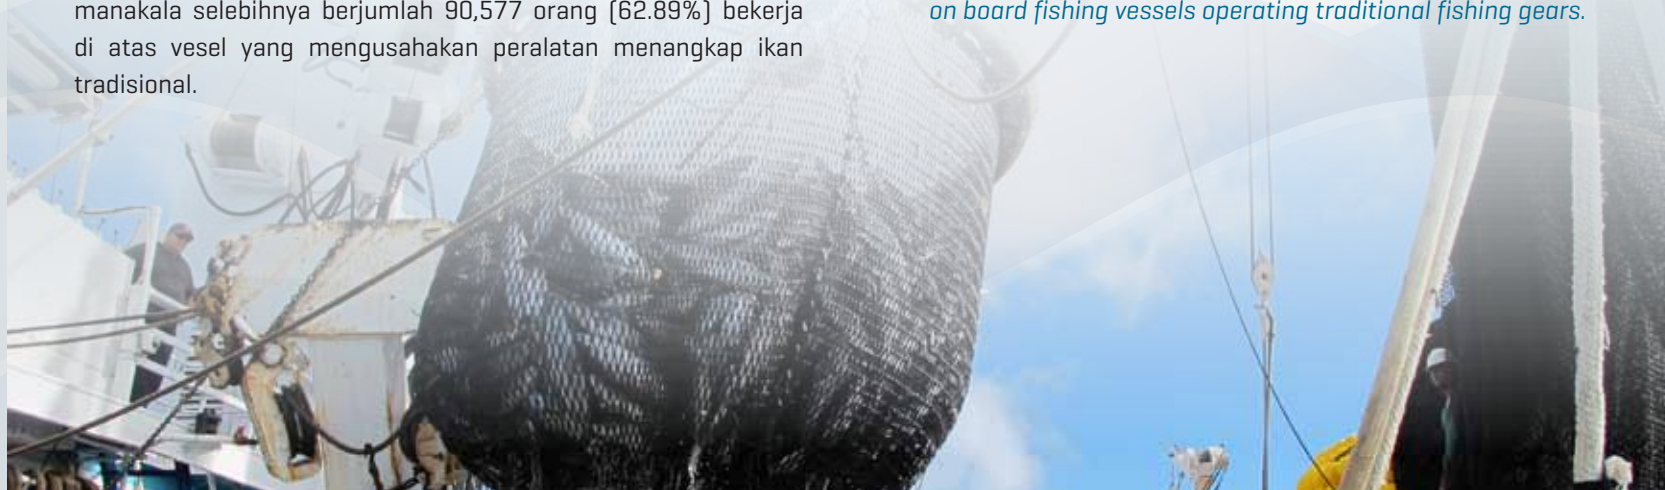 manakala selebihnya berjumlah 90,577 orang (62.89%) bekerja
di atas vesel yang mengusahakan peralatan menangkap ikan
tradisional.
on board fishing vessels operating traditional fishing gears.